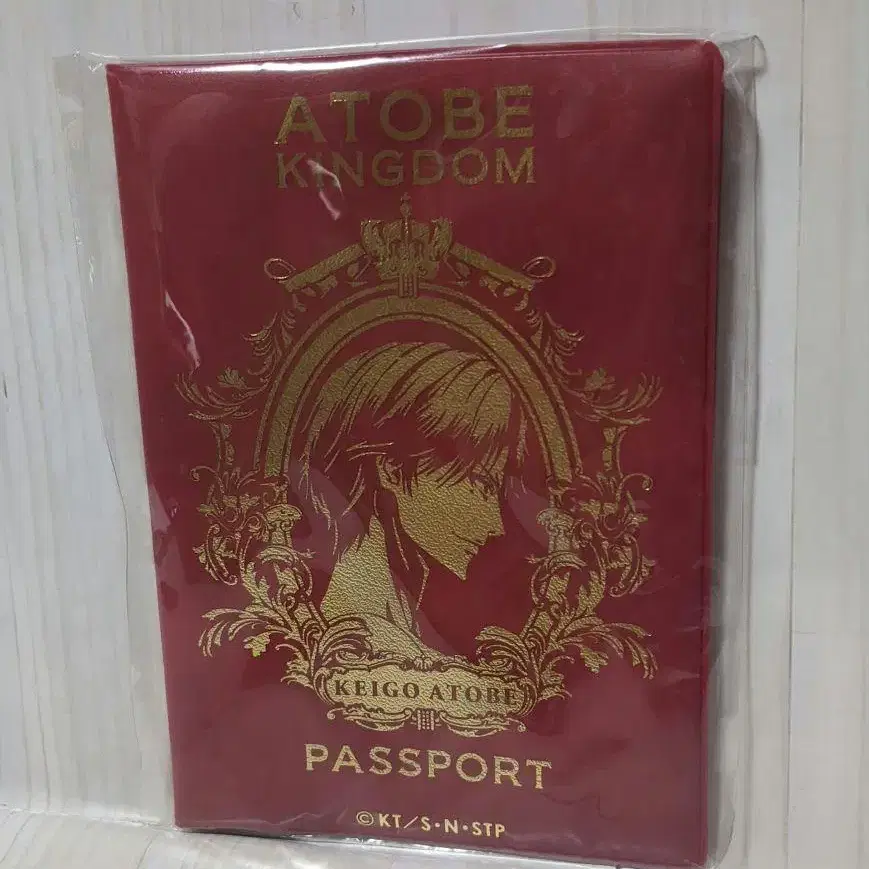 ATOBE
KINGDOM
KEIGO ATOBE
PASSPORT
©KT/S・N・STP